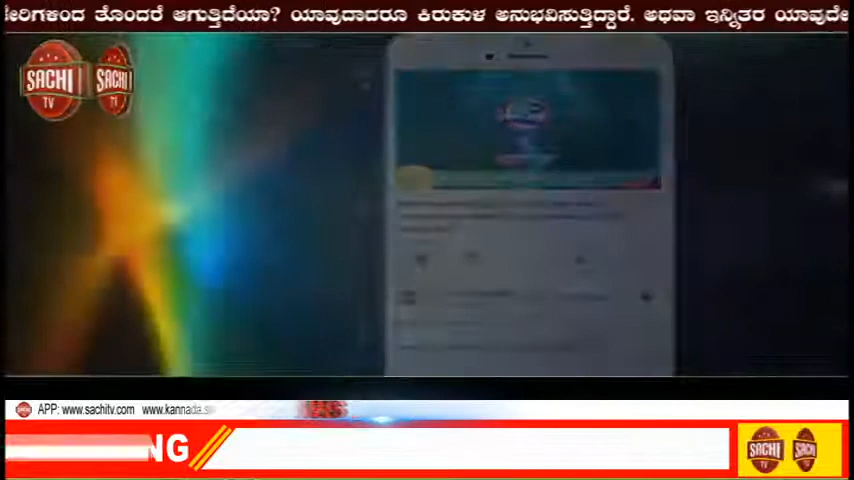 ತೊಂದರೆ ಆಗುತ್ತಿದೆಯಾ? ಯಾವುದಾದರೂ ಕಿರುಕುಳ ಅನುಭವಿಸುತ್ತಿದ್ದಾರೆ. ಅಥವಾ ಇನ್ನಿತರ
SACHI TV SACHI TV
APP: www.sachitv.com www.kannada.s
NG
SACHI TV SACHI TV